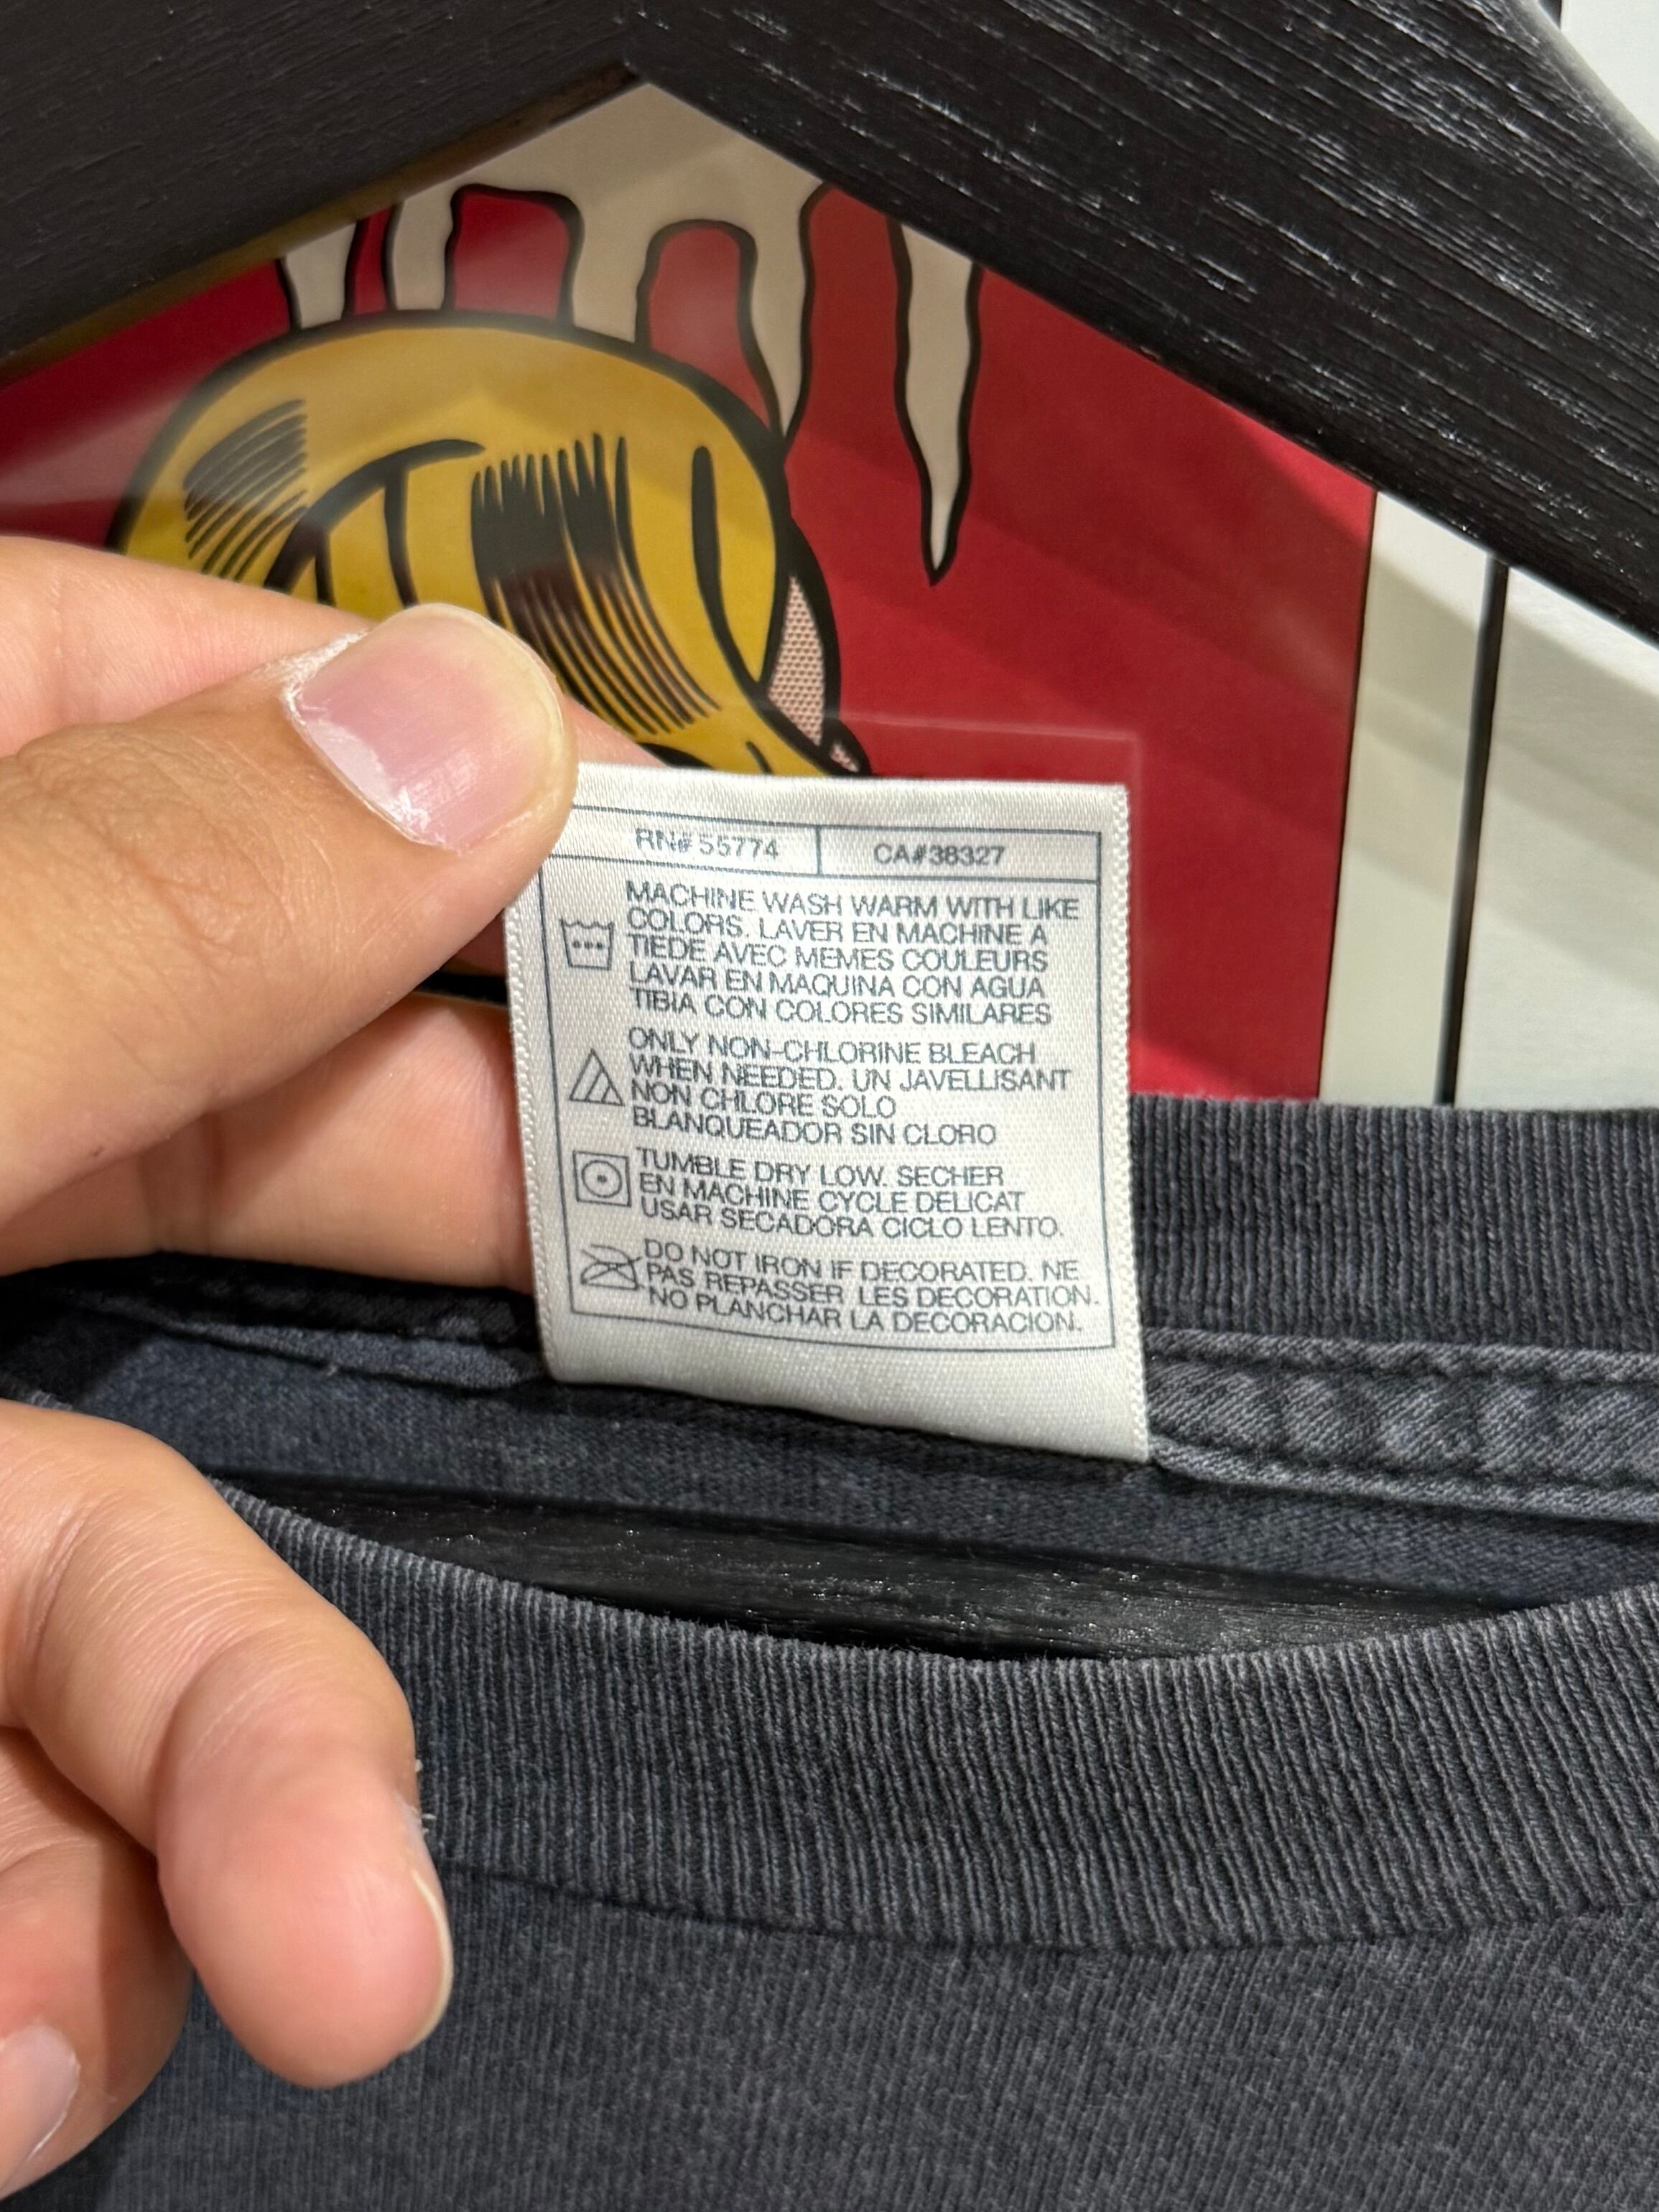 RN# 55774 CA#38327
MACHINE WASH WARM WITH LIKE
COLORS. LAVER EN MACHINE A
TIEDE AVEC MEMES COULEURS
LAVAR EN MAQUINA CON AGUA
TIBIA CON COLORES SIMILARES
ONLY NON-CHLORINE BLEACH
WHEN NEEDED. UN JAVELLISANT
NON CHLORE SOLO
BLANQUEADOR SIN CLORO
TUMBLE DRY LOW. SECHER
EN MACHINE CYCLE DELICAT
USAR SECADORA CICLO LENTO.
DO NOT IRON IF DECORATED. NE
PAS REPASSER LES DECORATION.
NO PLANCHAR LA DECORACION.